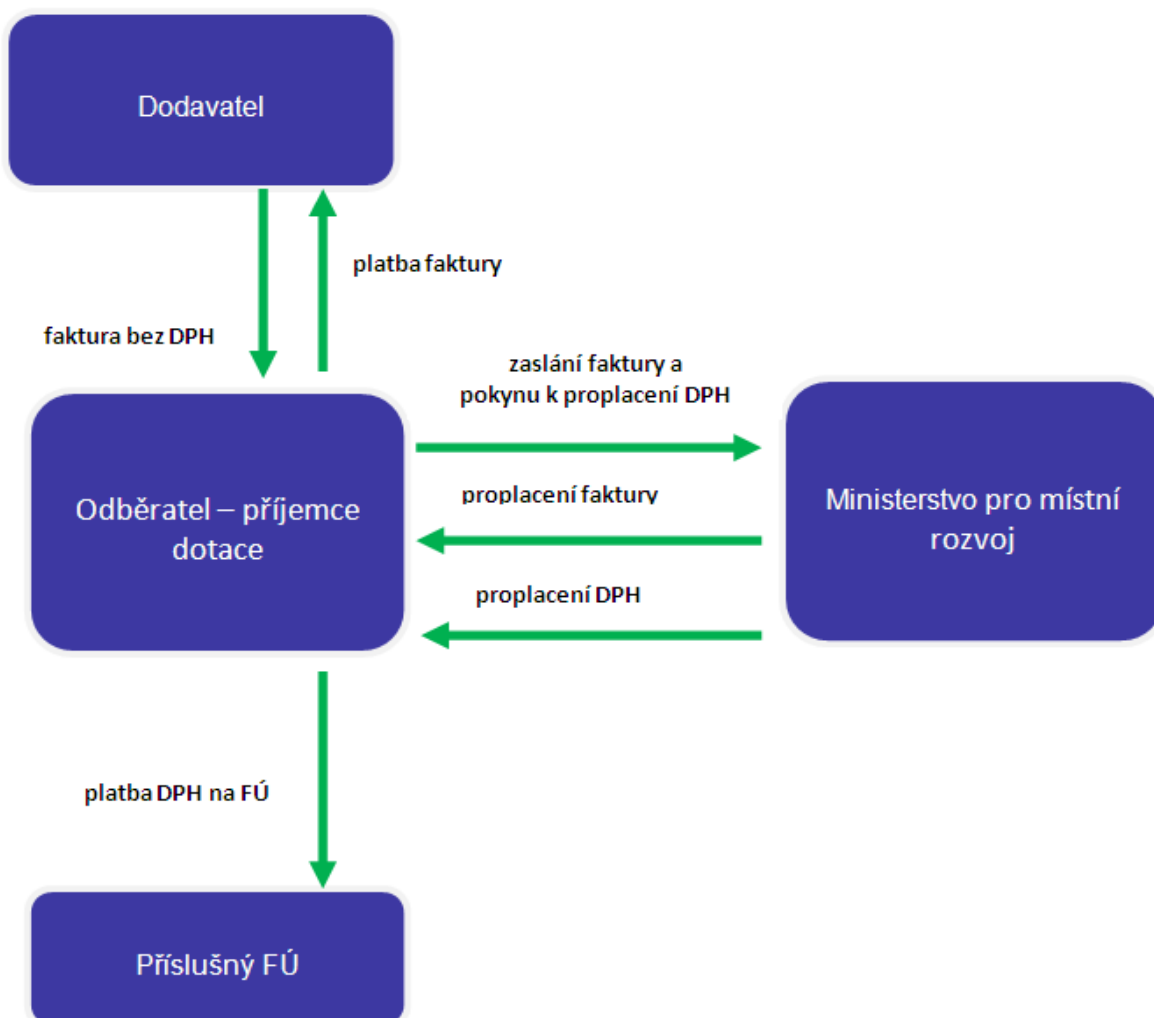 Dodavatel
platba faktury
faktura bez DPH
zaslání faktury a
pokynu k proplacení DPH
Odběratel – příjemce
dotace
proplacení faktury
Ministerstvo pro místní
rozvoj
proplacení DPH
platba DPH na FÚ
Příslušný FÚ